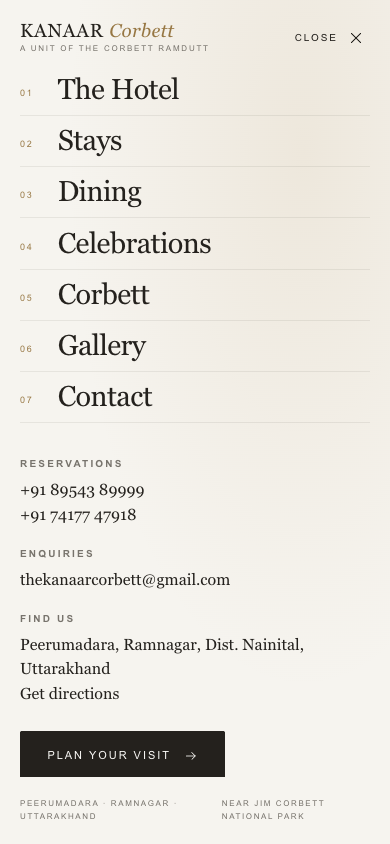 KANAAR Corbett
A UNIT OF THE CORBETT RAMDUTT
CLOSE
01 The Hotel
02 Stays
03 Dining
04 Celebrations
05 Corbett
06 Gallery
07 Contact
RESERVATIONS
+91 89543 89999
+91 74177 47918
ENQUIRIES
thekanaarcorbett@gmail.com
FIND US
Peerumadara, Ramnagar, Dist. Nainital,
Uttarakhand
Get directions
PLAN YOUR VISIT →
PEERUMADARA · RAMNAGAR ·
UTTARAKHAND
NEAR JIM CORBETT
NATIONAL PARK